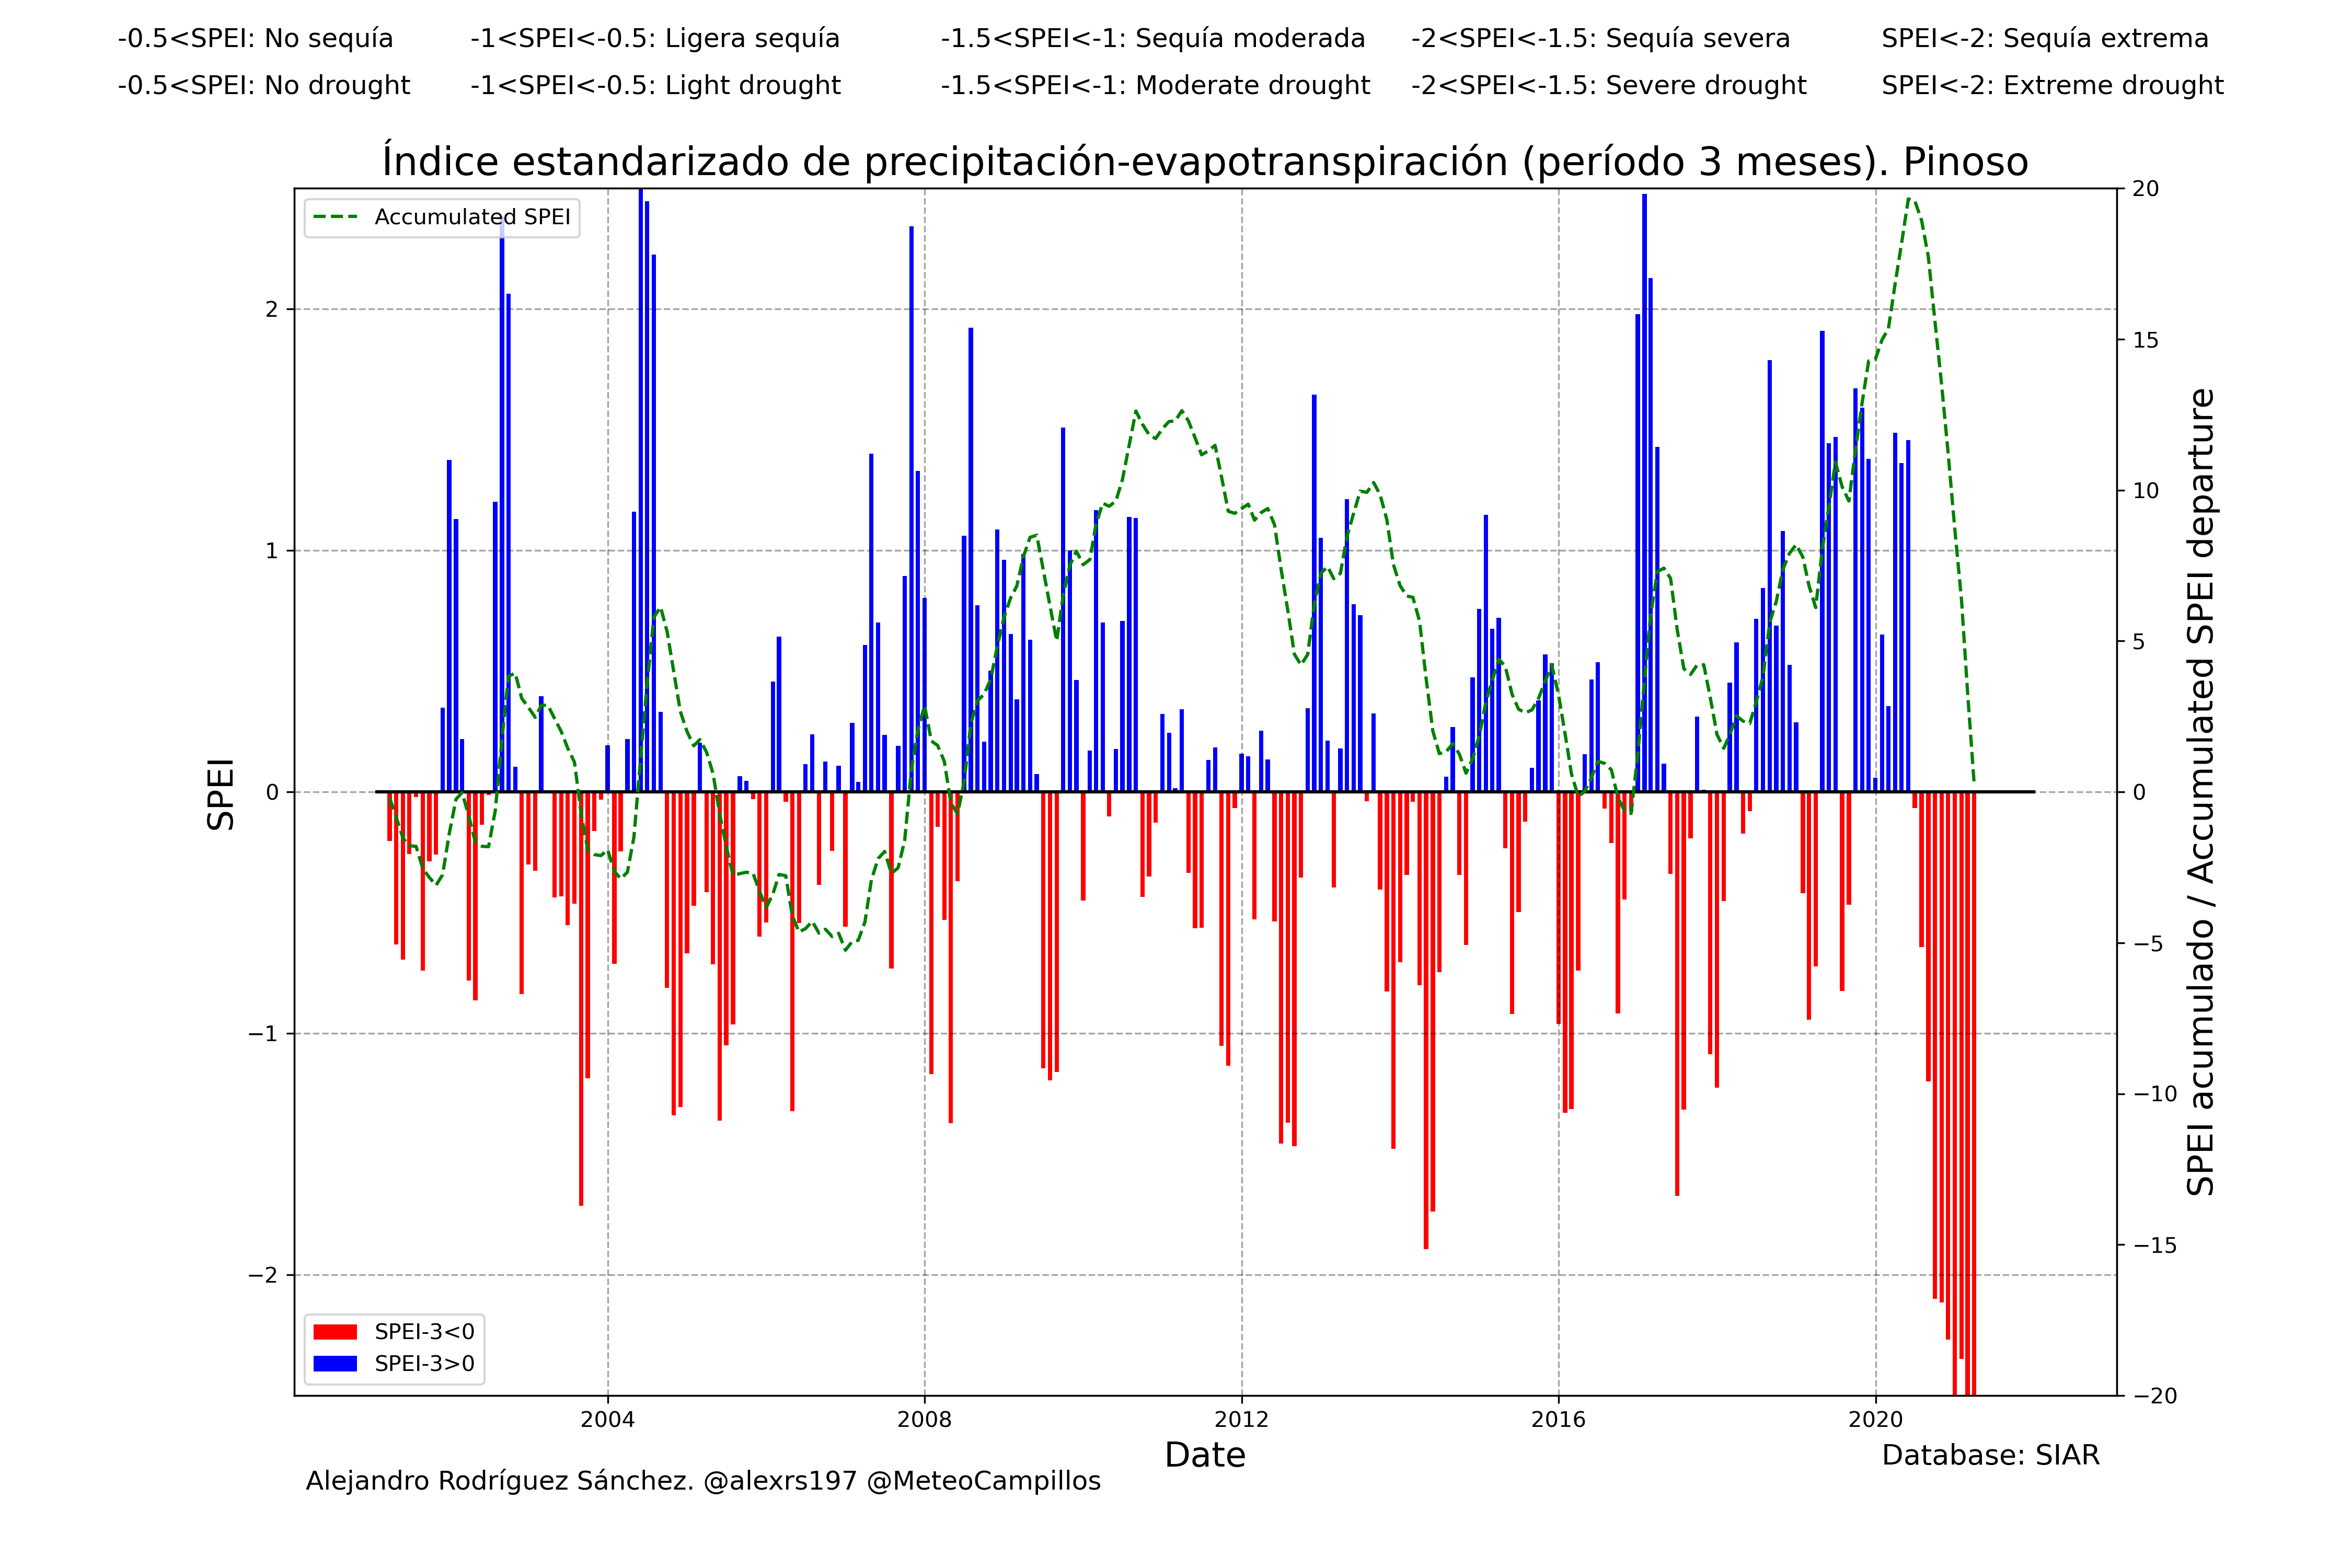 -0.5<SPEI: No sequía -1<SPEI<-0.5: Ligera sequía -1.5<SPEI<-1: Sequía moderada -2<SPEI<-1.5: Sequía severa SPEI<-2: Sequía extrema
-0.5<SPEI: No drought -1<SPEI<-0.5: Light drought -1.5<SPEI<-1: Moderate drought -2<SPEI<-1.5: Severe drought SPEI<-2: Extreme drought
Índice estandarizado de precipitación-evapotranspiración (período 3 meses). Pinoso
Accumulated SPEI
2
1
0
−1
−2
SPEI
20
15
10
5
0
−5
−10
−15
−20
SPEI acumulado / Accumulated SPEI departure
SPEI-3<0
SPEI-3>0
2004 2008 2012 2016 2020
Date
Database: SIAR
Alejandro Rodríguez Sánchez. @alexrs197 @MeteoCampillos